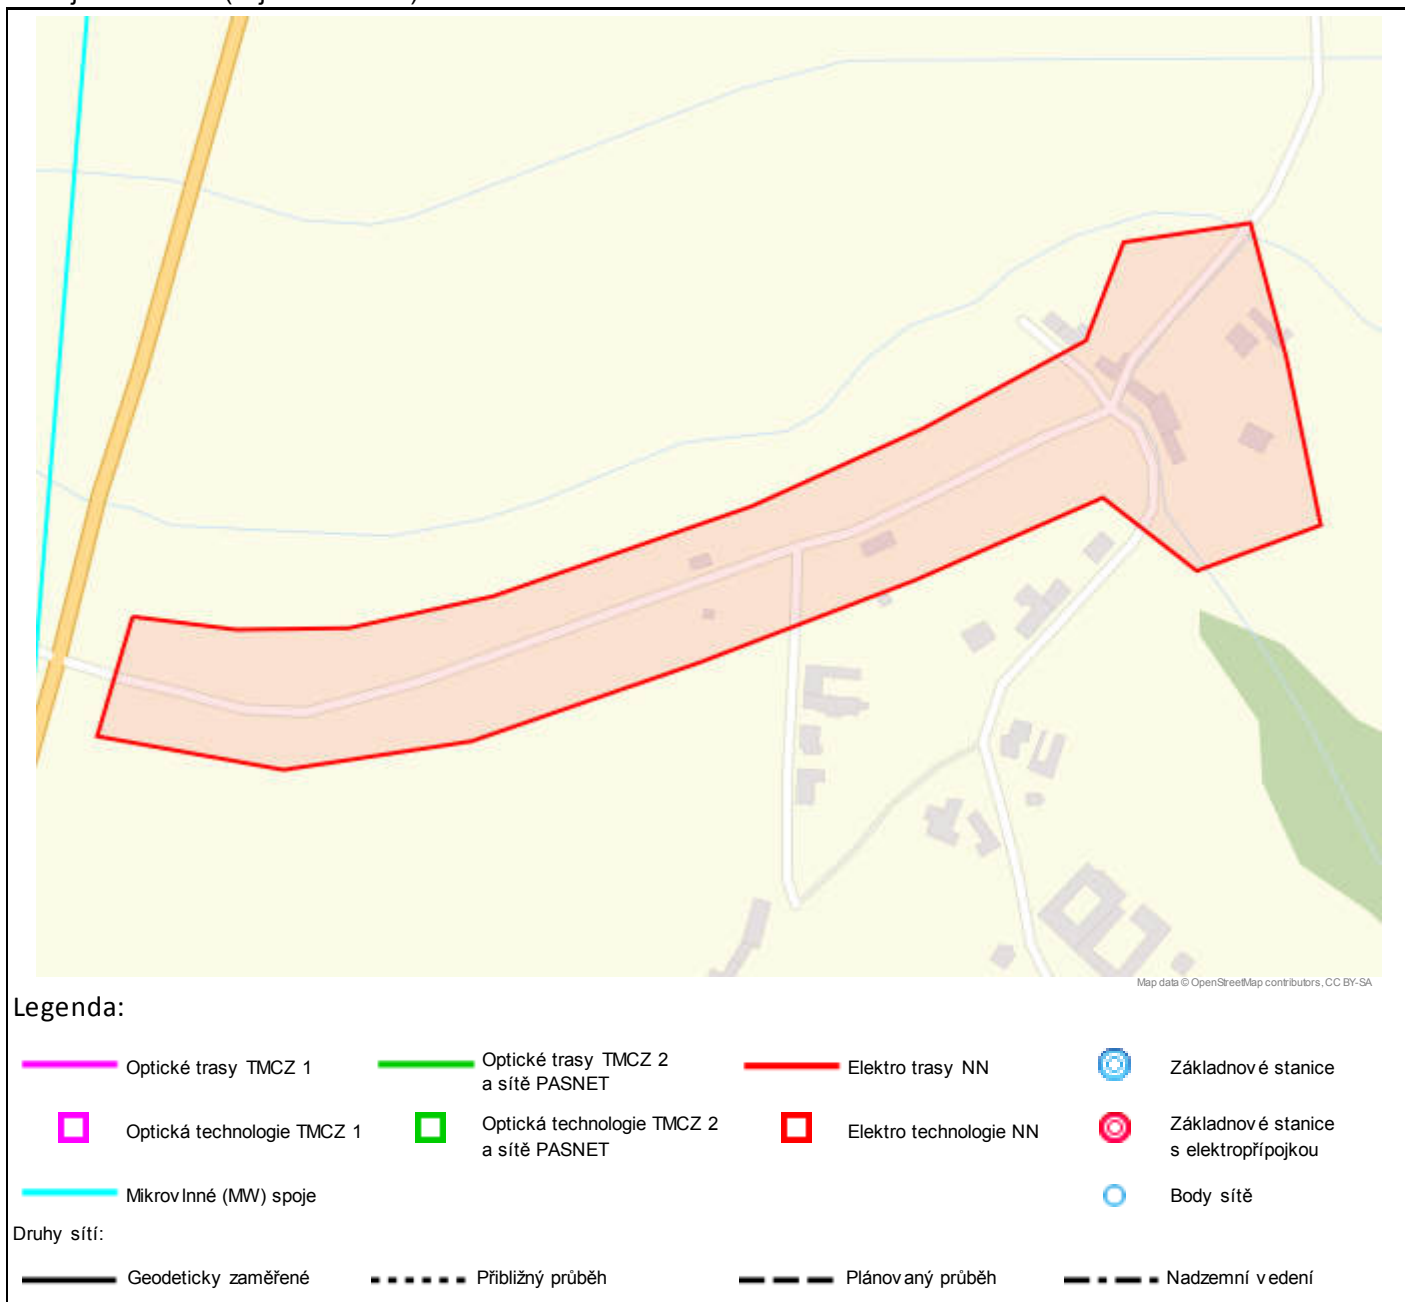 Map data © OpenStreetMap contributors, CC BY-SA
Legenda:
Optické trasy TMCZ 1
Optické trasy TMCZ 2
a sítě PASNET
Elektro trasy NN
Základnové stanice
Optická technologie TMCZ 1
Optická technologie TMCZ 2
a sítě PASNET
Elektro technologie NN
Základnové stanice
s elektropřípojkou
Mikrovlnné (MW) spoje
Body sítě
Druhy sítí:
Geodeticky zaměřené
Přibližný průběh
Plánovaný průběh
Nadzemní vedení